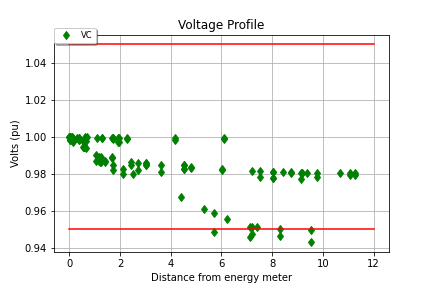 Voltage Profile
VC
1.04
1.02
1.00
0.98
0.96
0.94
Volts (pu)
0 2 4 6 8 10 12
Distance from energy meter